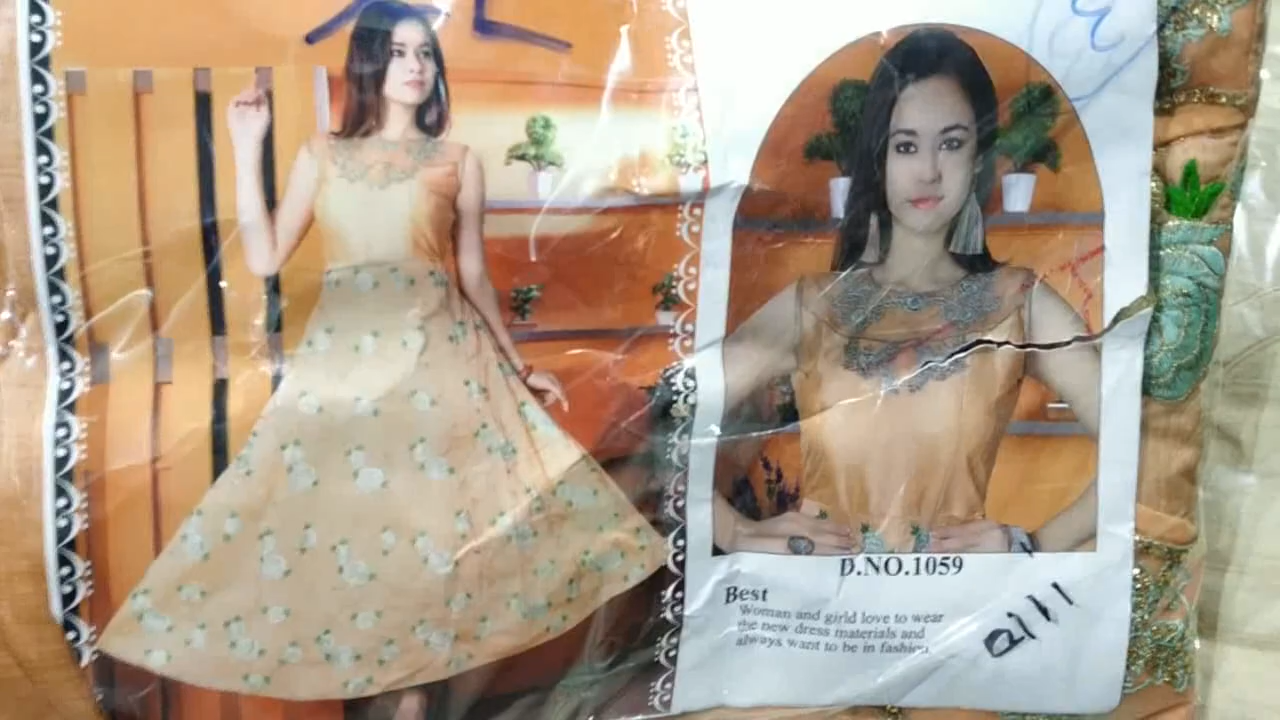 D.NO.1059
Best
Woman and girld love to wear
the new dress materials and
always want to be in fashion.